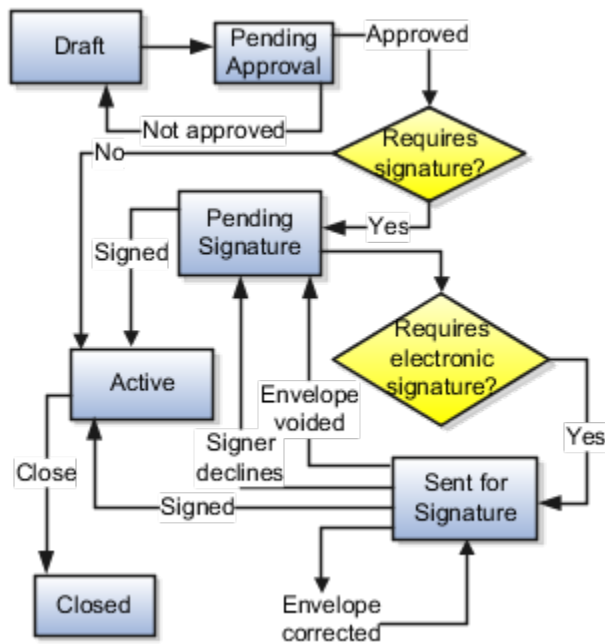 Draft
Pending
Approval
Approved
Not approved
Requires
signature?
No
Yes
Pending
Signature
Signed
Requires
electronic
signature?
Active
Envelope
voided
Signer
declines
Yes
Close
Signed
Sent for
Signature
Closed
Envelope
corrected